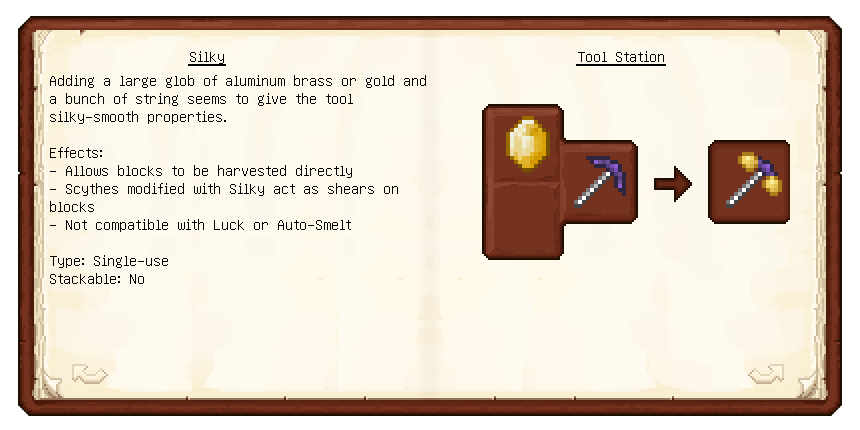 Silky
Adding a large glob of aluminum brass or gold and
a bunch of string seems to give the tool
silky-smooth properties.
Effects:
- Allows blocks to be harvested directly
- Scythes modified with Silky act as shears on
blocks
- Not compatible with Luck or Auto-Smelt
Type: Single-use
Stackable: No
Tool Station